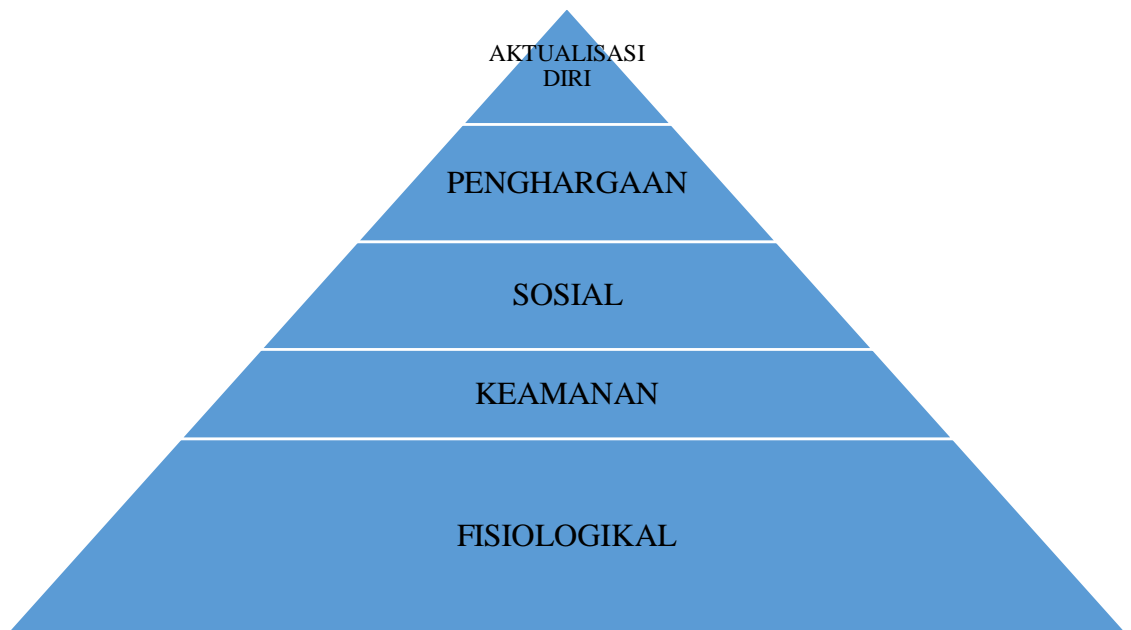 AKTUALISASI
DIRI
PENGHARGAAN
SOSIAL
KEAMANAN
FISIOLOGIKAL